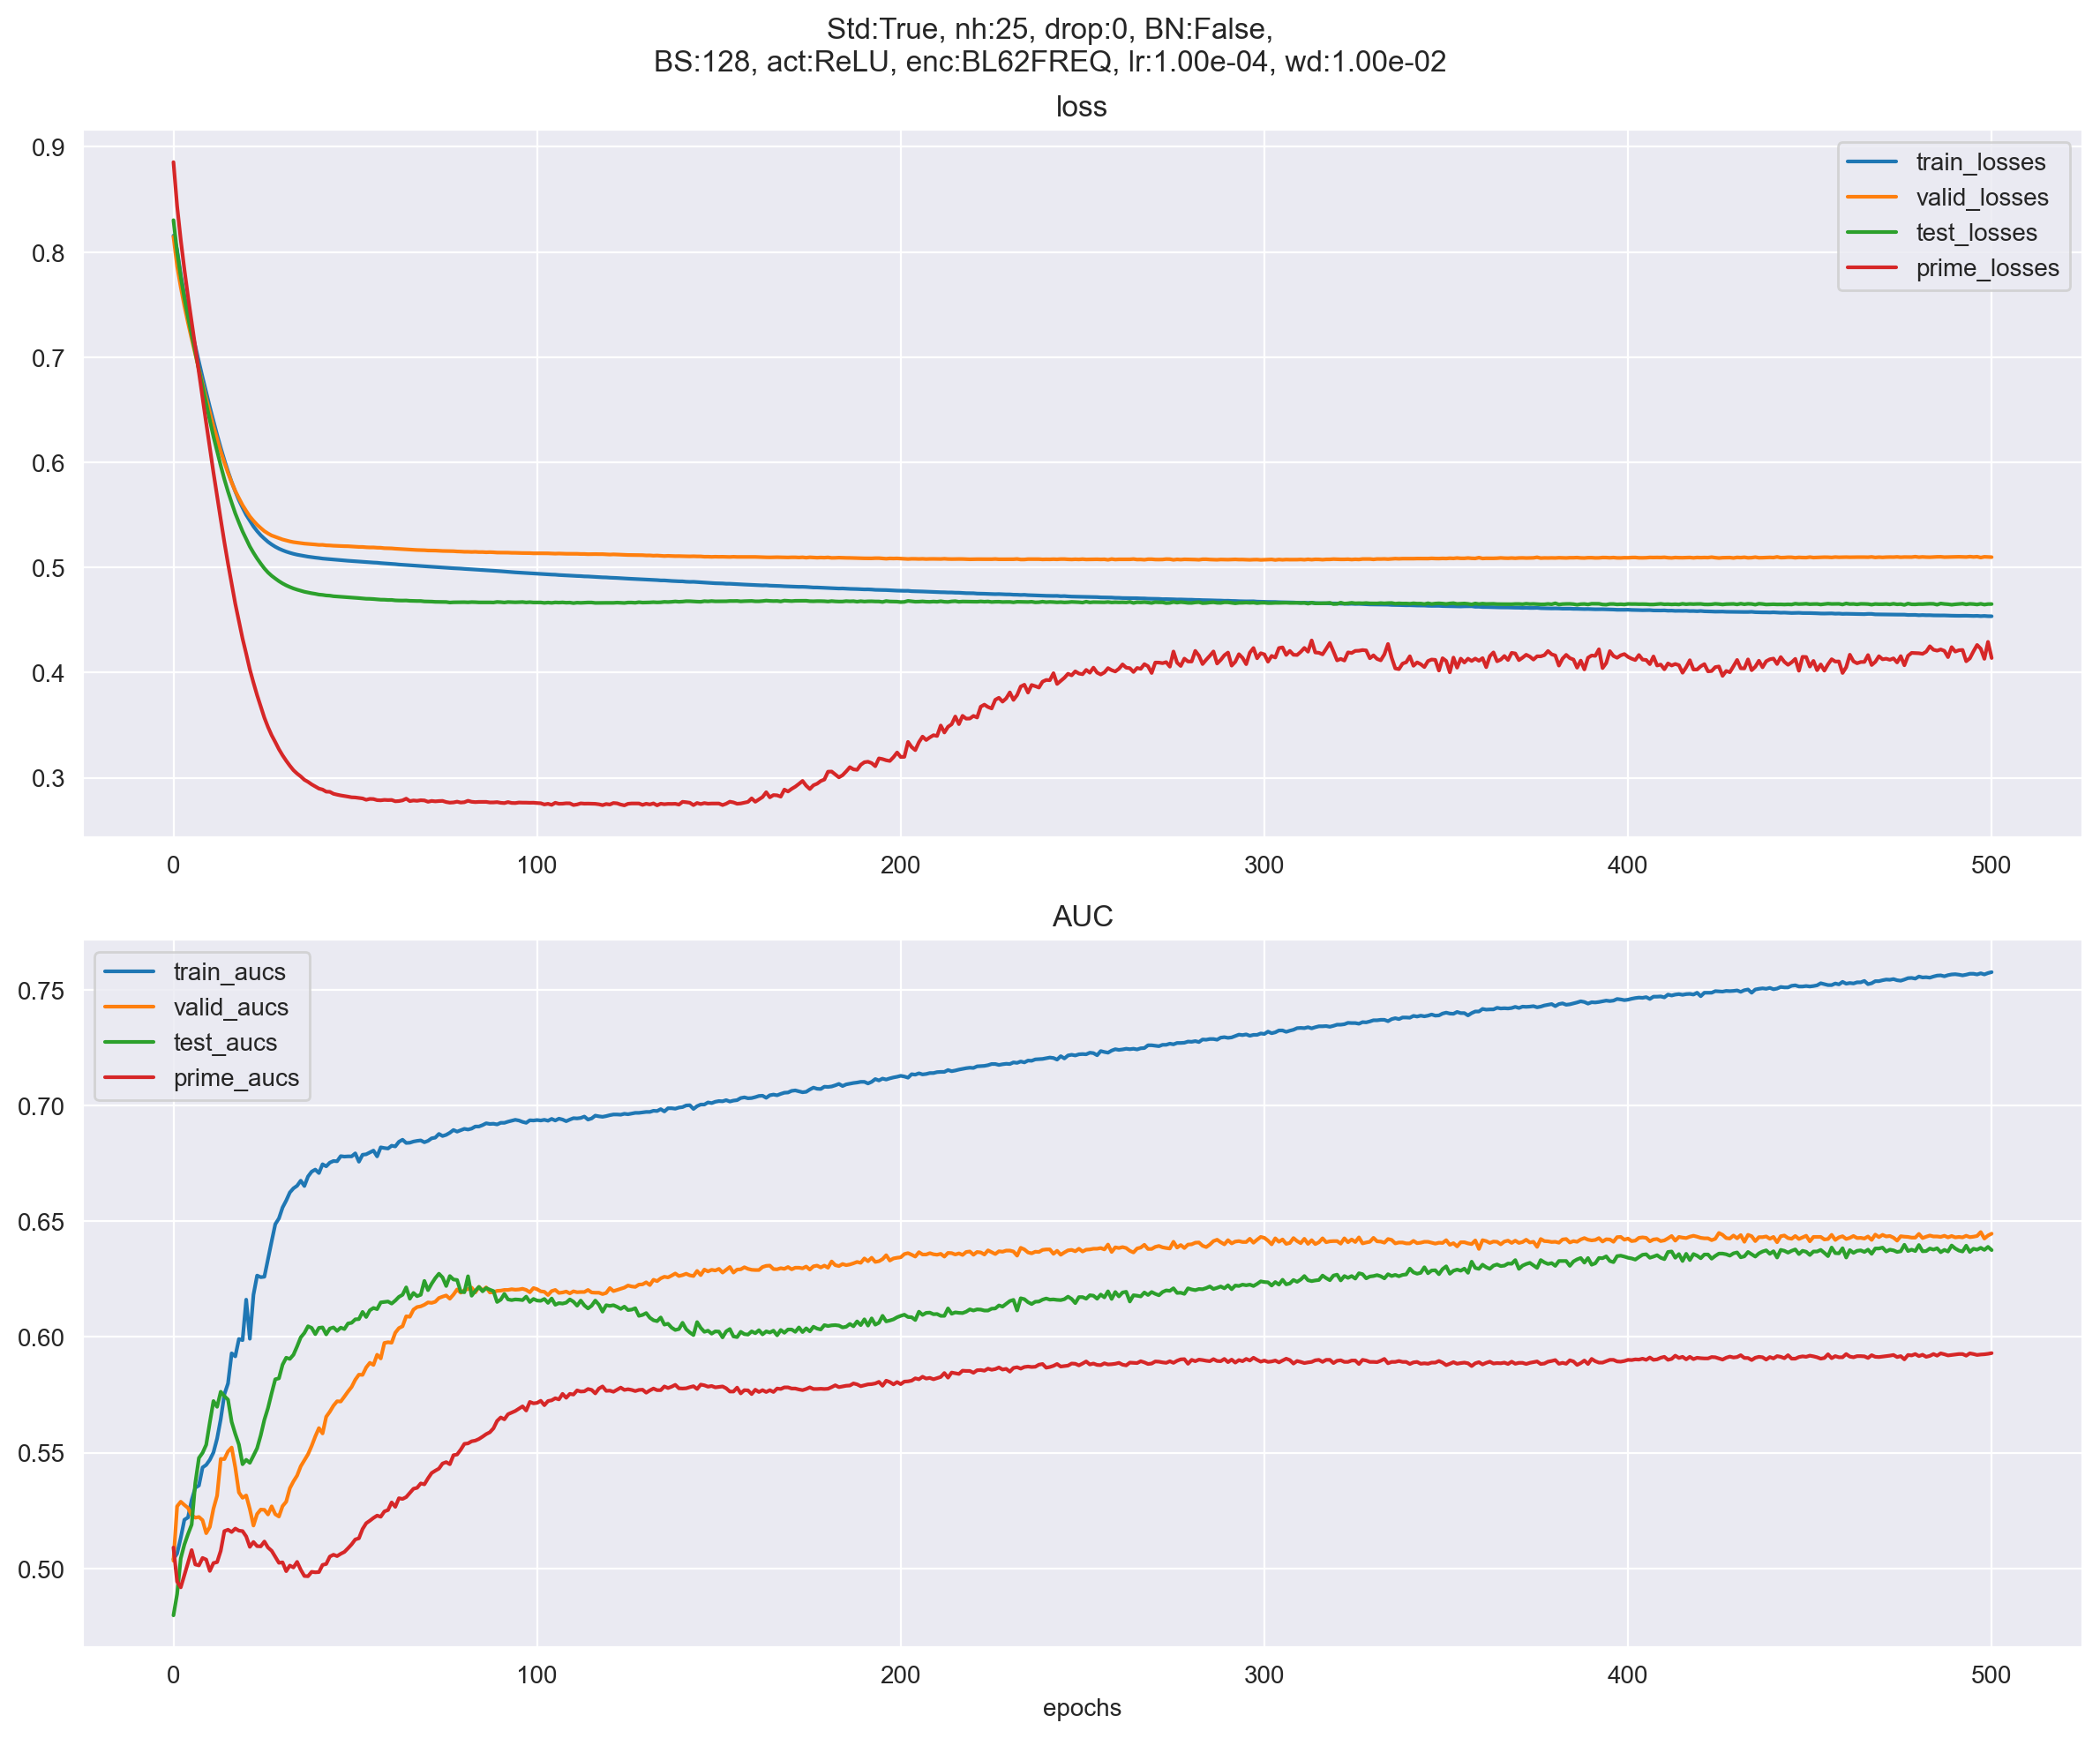 Std:True, nh:25, drop:0, BN:False,
BS:128, act:ReLU, enc:BL62FREQ, lr:1.00e-04, wd:1.00e-02
loss
0.9
0.8
0.7
0.6
0.5
0.4
0.3
train_losses
valid_losses
test_losses
prime_losses
0 100 200 300 400 500
AUC
0.75
0.70
0.65
0.60
0.55
0.50
train_aucs
valid_aucs
test_aucs
prime_aucs
0 100 200 300 400 500
epochs